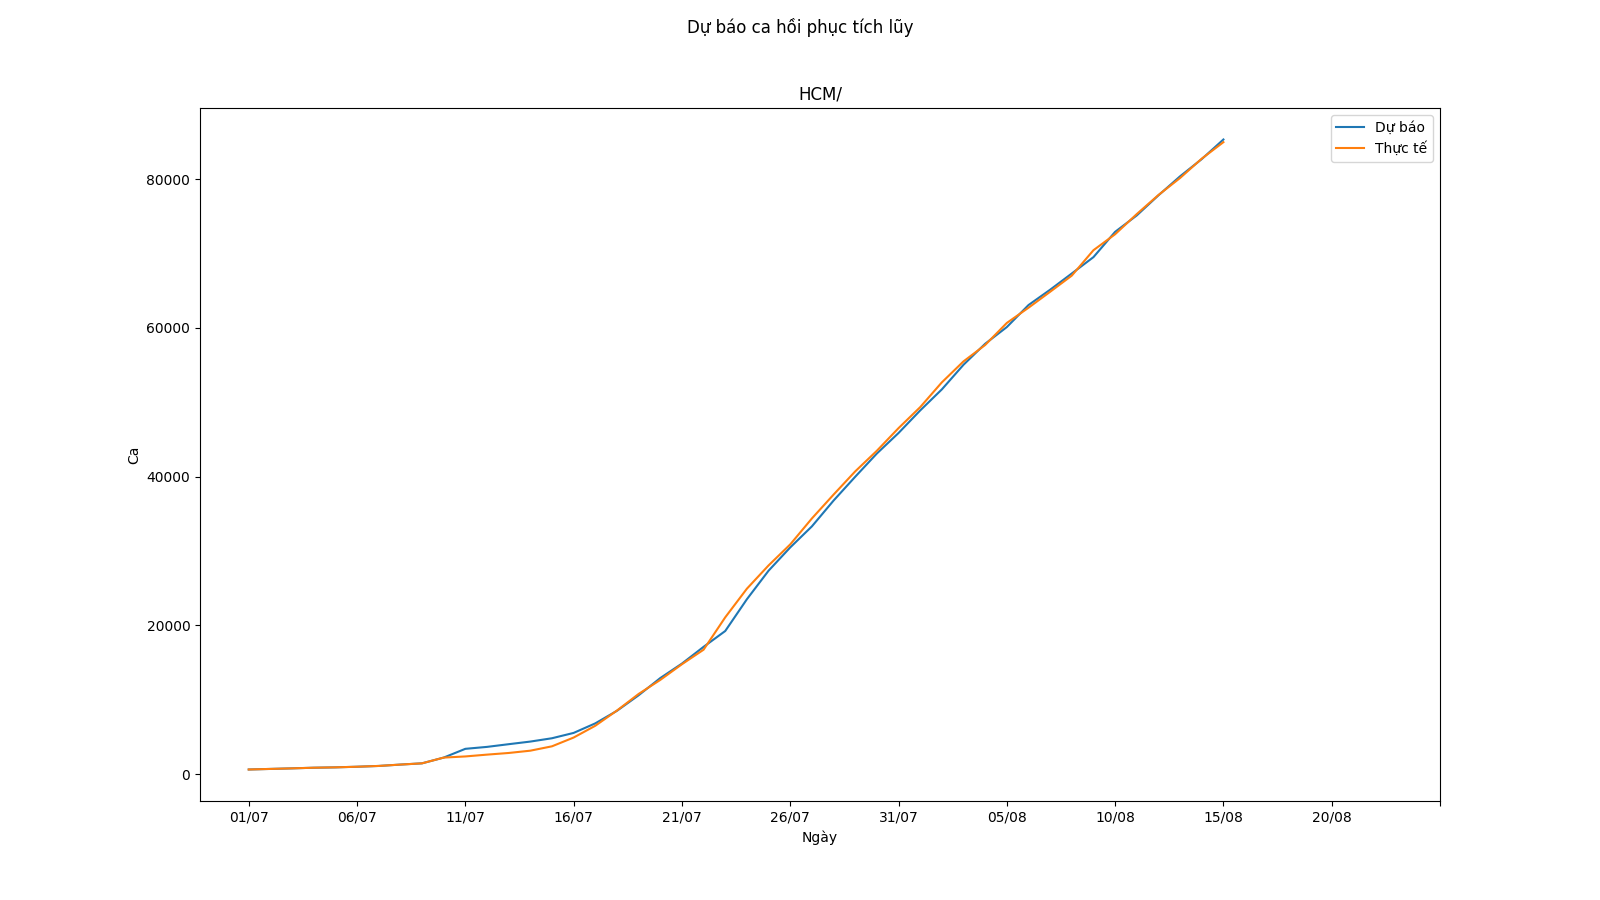 Dự báo ca hồi phục tích lũy
HCM/
Dự báo
Thực tế
80000
60000
40000
20000
0
Ca
01/07 06/07 11/07 16/07 21/07 26/07 31/07 05/08 10/08 15/08 20/08
Ngày